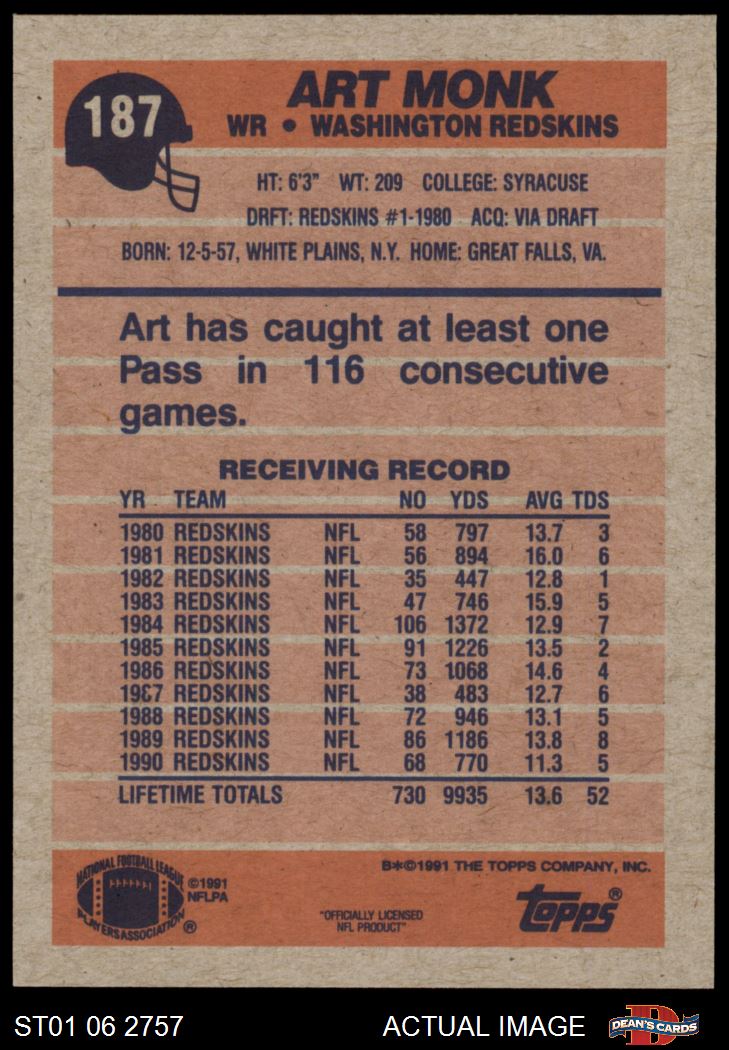 187
ART MONK
WR • WASHINGTON REDSKINS
HT: 6'3" WT: 209 COLLEGE: SYRACUSE
DRFT: REDSKINS #1-1980 ACQ: VIA DRAFT
BORN: 12-5-57, WHITE PLAINS, N.Y. HOME: GREAT FALLS, VA.
Art has caught at least one
Pass in 116 consecutive
games.
RECEIVING RECORD
YR TEAM NO YDS AVG TDS
1980 REDSKINS NFL 58 797 13.7 3
1981 REDSKINS NFL 56 894 16.0 6
1982 REDSKINS NFL 35 447 12.8 1
1983 REDSKINS NFL 47 746 15.9 5
1984 REDSKINS NFL 106 1372 12.9 7
1985 REDSKINS NFL 91 1226 13.5 2
1986 REDSKINS NFL 73 1068 14.6 4
1987 REDSKINS NFL 38 483 12.7 6
1988 REDSKINS NFL 72 946 13.1 5
1989 REDSKINS NFL 86 1186 13.8 8
1990 REDSKINS NFL 68 770 11.3 5
LIFETIME TOTALS 730 9935 13.6 52
NATIONAL FOOTBALL LEAGUE
PLAYERS ASSOCIATION ®
©1991
NFLPA
B*©1991 THE TOPPS COMPANY, INC.
"OFFICIALLY LICENSED
NFL PRODUCT"
topps®
ST01 06 2757 ACTUAL IMAGE
D
DEAN'S CARDS